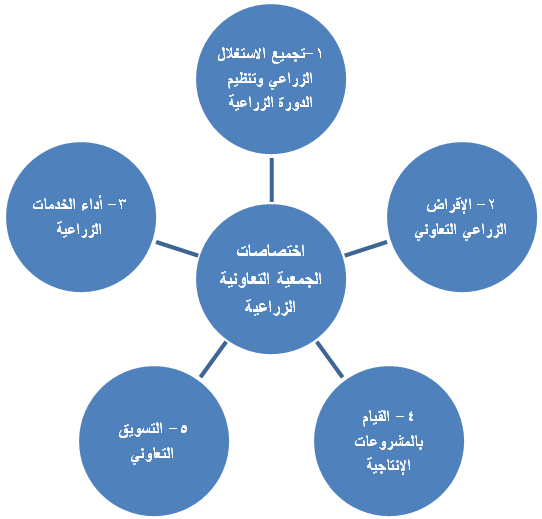 ١-تجميع الاستغلال
الزراعي وتنظيم
الدورة الزراعية
٢- الإقراض
الزراعي التعاوني
٣- أداء الخدمات
الزراعية
اختصاصات
الجمعية التعاونية
الزراعية
٤- القيام
بالمشروعات
الإنتاجية
٥- التسويق
التعاوني